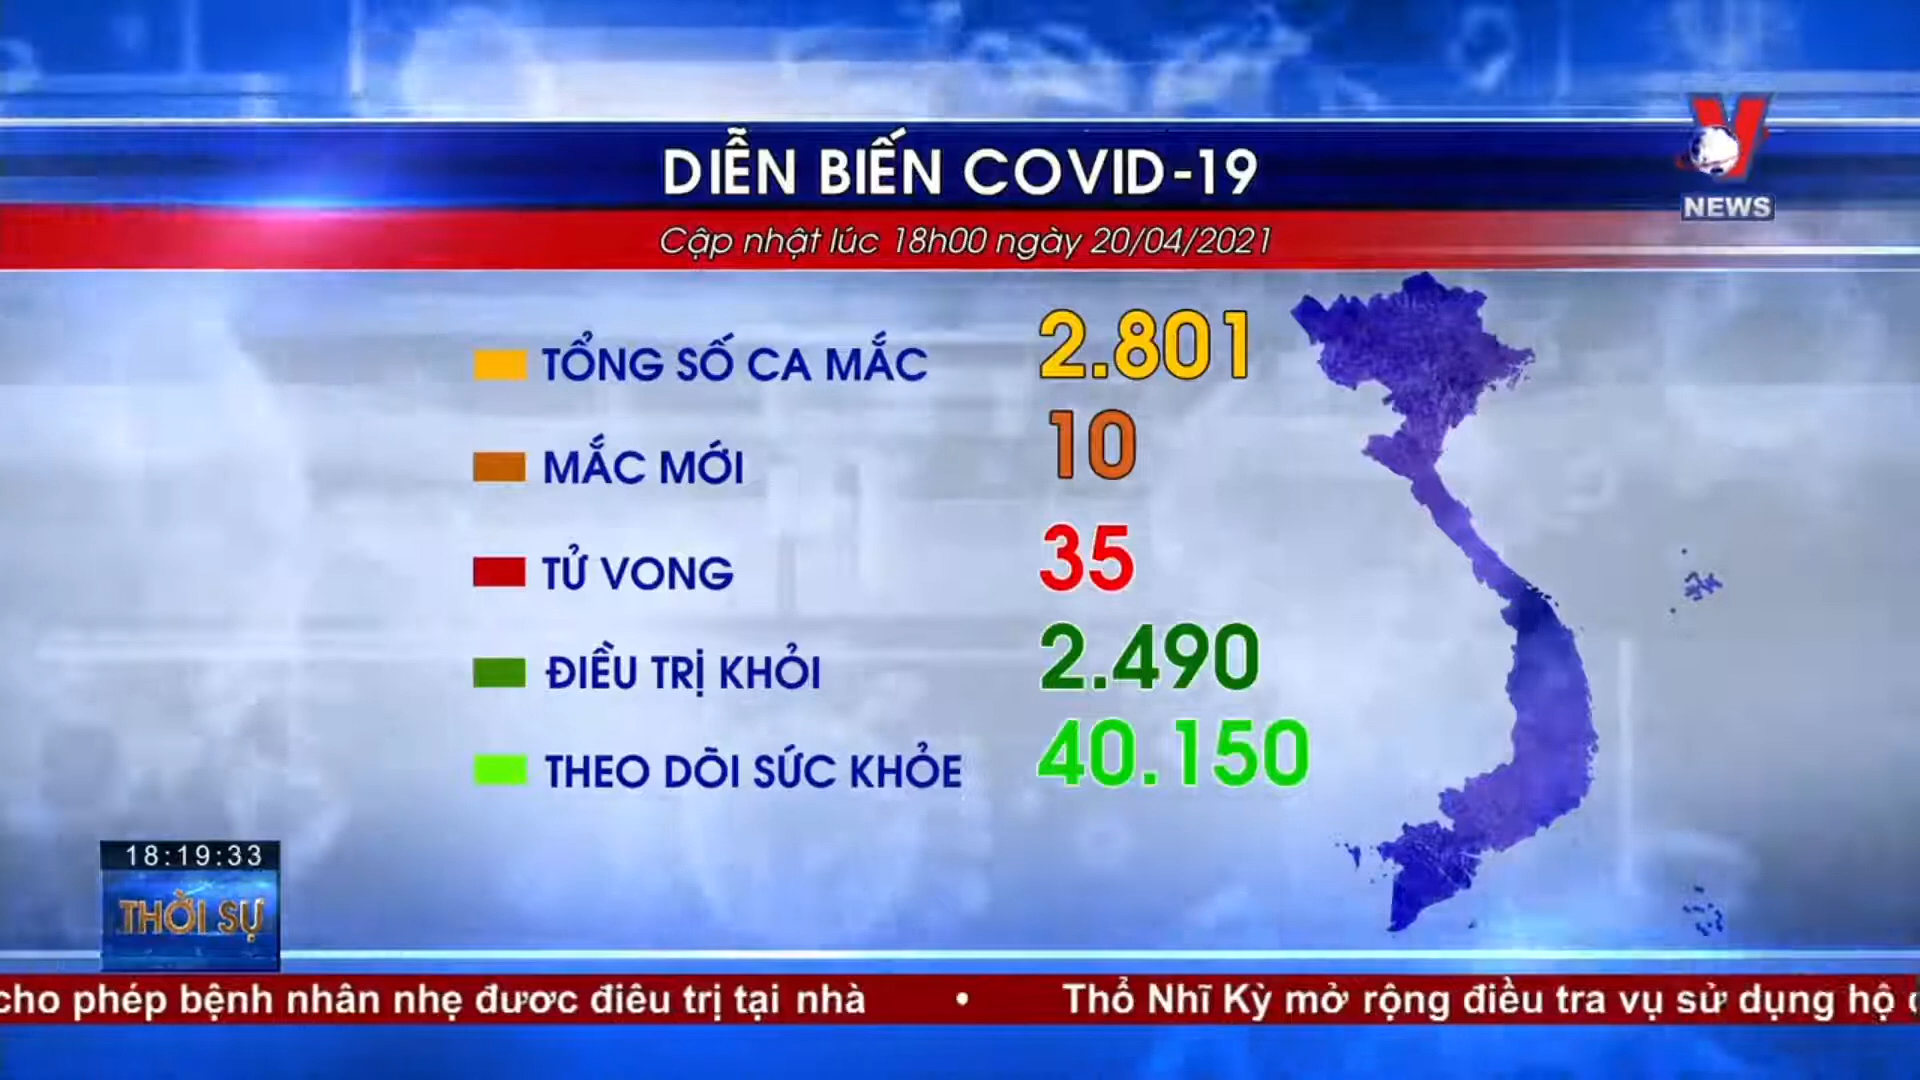 DIỄN BIẾN COVID-19
Cập nhật lúc 18h00 ngày 20/04/2021
NEWS
TỔNG SỐ CA MẮC 2.801
MẮC MỚI 10
TỬ VONG 35
ĐIỀU TRỊ KHỎI 2.490
THEO DÕI SỨC KHỎE 40.150
18:19:33
THỜI SỰ
cho phép bệnh nhân nhẹ đươc điêu trị tại nhà • Thổ Nhĩ Kỳ mở rộng điều tra vụ sử dụng hộ